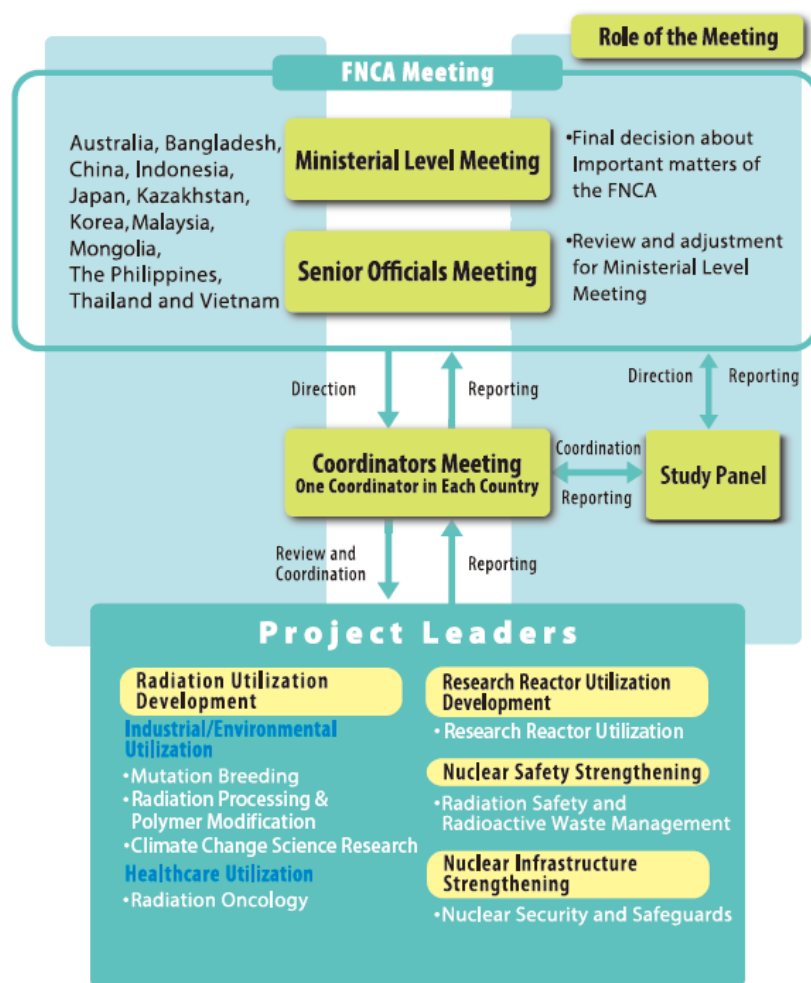 Role of the Meeting
FNCA Meeting
Australia, Bangladesh,
China, Indonesia,
Japan, Kazakhstan,
Korea,Malaysia,
Mongolia,
The Philippines,
Thailand and Vietnam
Ministerial Level Meeting
Senior Officials Meeting
•Final decision about
Important matters of
the FNCA
•Review and adjustment
for Ministerial Level
Meeting
Direction
Reporting
Direction
Reporting
Coordinators Meeting
One Coordinator in Each Country
Coordination
Reporting
Study Panel
Review and
Coordination
Reporting
Project Leaders
Radiation Utilization
Development
Industrial/Environmental
Utilization
•Mutation Breeding
•Radiation Processing &
Polymer Modification
•Climate Change Science Research
Healthcare Utilization
•Radiation Oncology
Research Reactor Utilization
Development
•Research Reactor Utilization
Nuclear Safety Strengthening
•Radiation Safety and
Radioactive Waste Management
Nuclear Infrastructure
Strengthening
•Nuclear Security and Safeguards